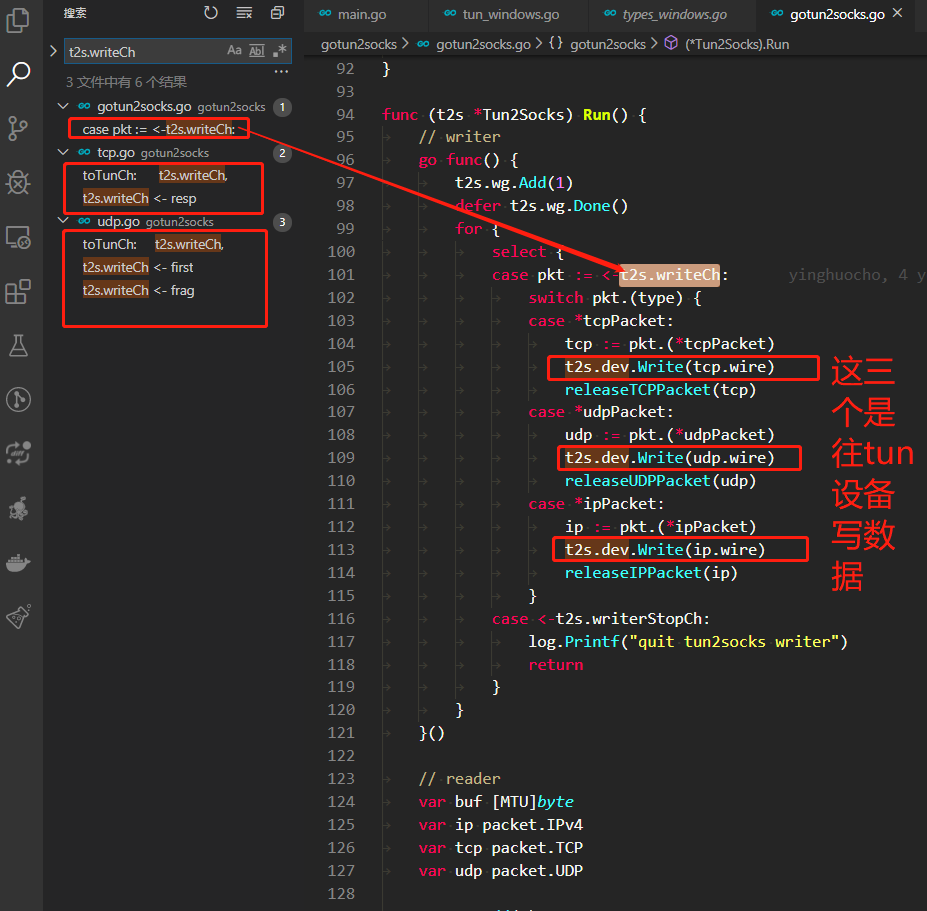 搜索
t2s.writeCh
Aa Ab .*
3 文件中有 6 个结果
gotun2socks.go gotun2socks 1
case pkt := <-t2s.writeCh:
tcp.go gotun2socks 2
toTunCh: t2s.writeCh,
t2s.writeCh <- resp
udp.go gotun2socks 3
toTunCh: t2s.writeCh,
t2s.writeCh <- first
t2s.writeCh <- frag
main.go tun_windows.go types_windows.go gotun2socks.go
gotun2socks > gotun2socks.go > {} gotun2socks > (*Tun2Socks).Run
92 }
93
94 func (t2s *Tun2Socks) Run() {
95 // writer
96 go func() {
97 t2s.wg.Add(1)
98 defer t2s.wg.Done()
99 for {
100 select {
101 case pkt := <-t2s.writeCh: yinghuocho, 4 y
102 switch pkt.(type) {
103 case *tcpPacket:
104 tcp := pkt.(*tcpPacket)
105 t2s.dev.Write(tcp.wire)
106 releaseTCPPacket(tcp)
107 case *udpPacket:
108 udp := pkt.(*udpPacket)
109 t2s.dev.Write(udp.wire)
110 releaseUDPPacket(udp)
111 case *ipPacket:
112 ip := pkt.(*ipPacket)
113 t2s.dev.Write(ip.wire)
114 releaseIPPacket(ip)
115 }
116 case <-t2s.writerStopCh:
117 log.Printf("quit tun2socks writer")
118 return
119 }
120 }
121 }()
122
123 // reader
124 var buf [MTU]byte
125 var ip packet.IPv4
126 var tcp packet.TCP
127 var udp packet.UDP
128
这三
个是
往tun
设备
写数
据